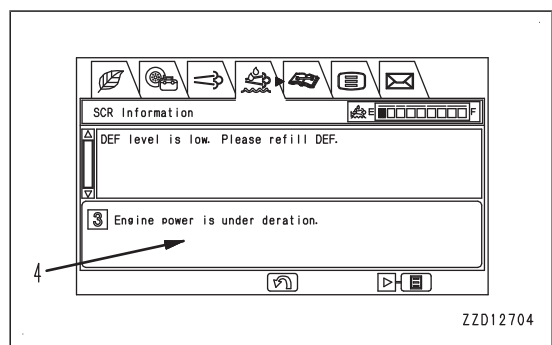 SCR Information
E F
DEF level is low. Please refill DEF.
3 Engine power is under deration.
4
ZZD12704